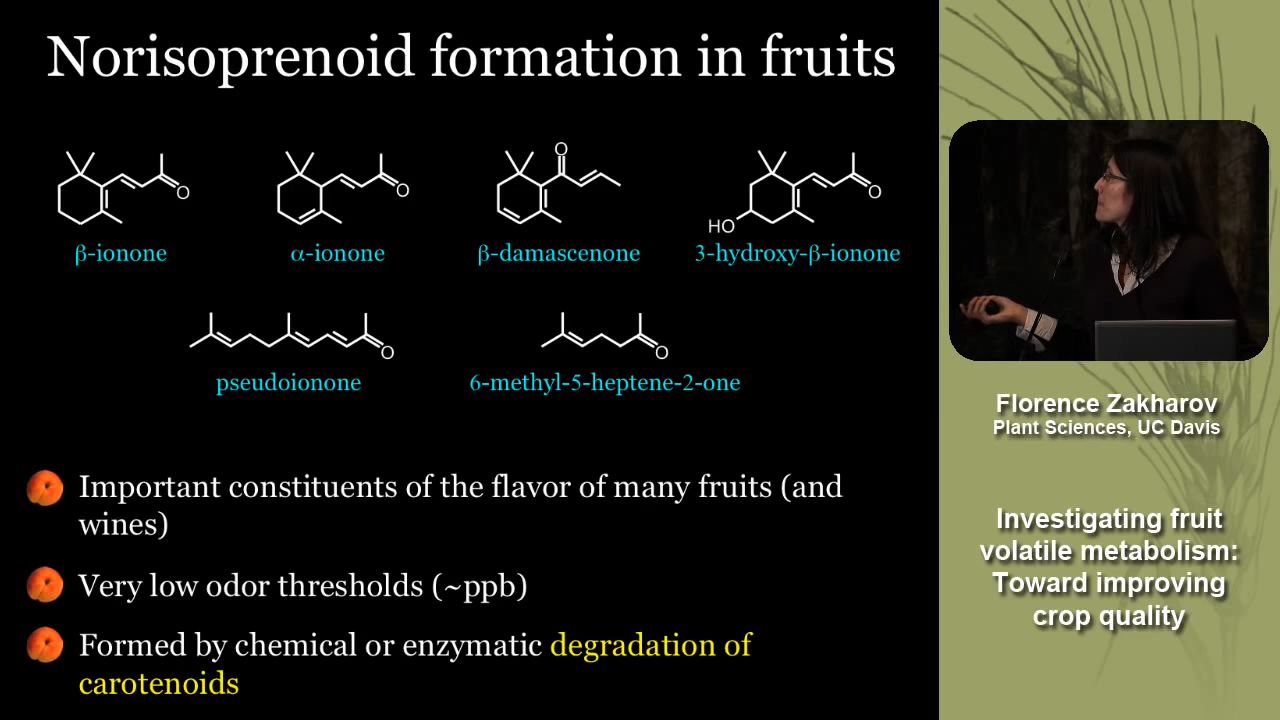 Norisoprenoid formation in fruits
O
O
O
O
HO
β-ionone
α-ionone
β-damascenone
3-hydroxy-β-ionone
O
O
pseudoionone
6-methyl-5-heptene-2-one
Important constituents of the flavor of many fruits (and
wines)
Very low odor thresholds (~ppb)
Formed by chemical or enzymatic degradation of
carotenoids
Florence Zakharov
Plant Sciences, UC Davis
Investigating fruit
volatile metabolism:
Toward improving
crop quality